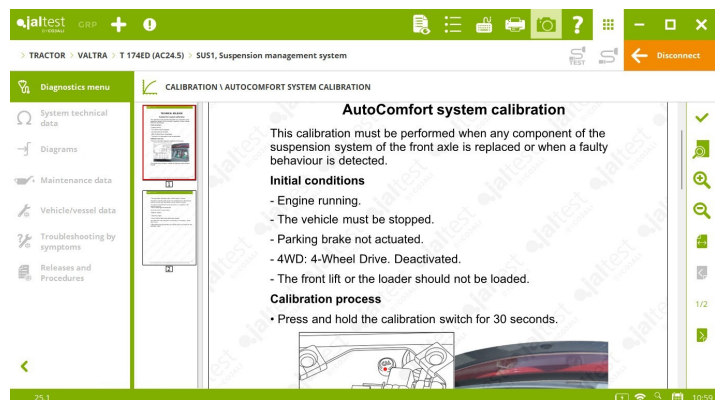 jaltest GRP
by COJALI
> TRACTOR > VALTRA > T 174ED (AC24.5) > SUS1, Suspension management system
TEST
Disconnect
Diagnostics menu
CALIBRATION \ AUTOCOMFORT SYSTEM CALIBRATION
System technical
data
Diagrams
Maintenance data
Vehicle/vessel data
Troubleshooting by
symptoms
Releases and
Procedures
1
2
AutoComfort system calibration
This calibration must be performed when any component of the
suspension system of the front axle is replaced or when a faulty
behaviour is detected.
Initial conditions
- Engine running.
- The vehicle must be stopped.
- Parking brake not actuated.
- 4WD: 4-Wheel Drive. Deactivated.
- The front lift or the loader should not be loaded.
Calibration process
• Press and hold the calibration switch for 30 seconds.
CAL
1/2
25.1
10:59